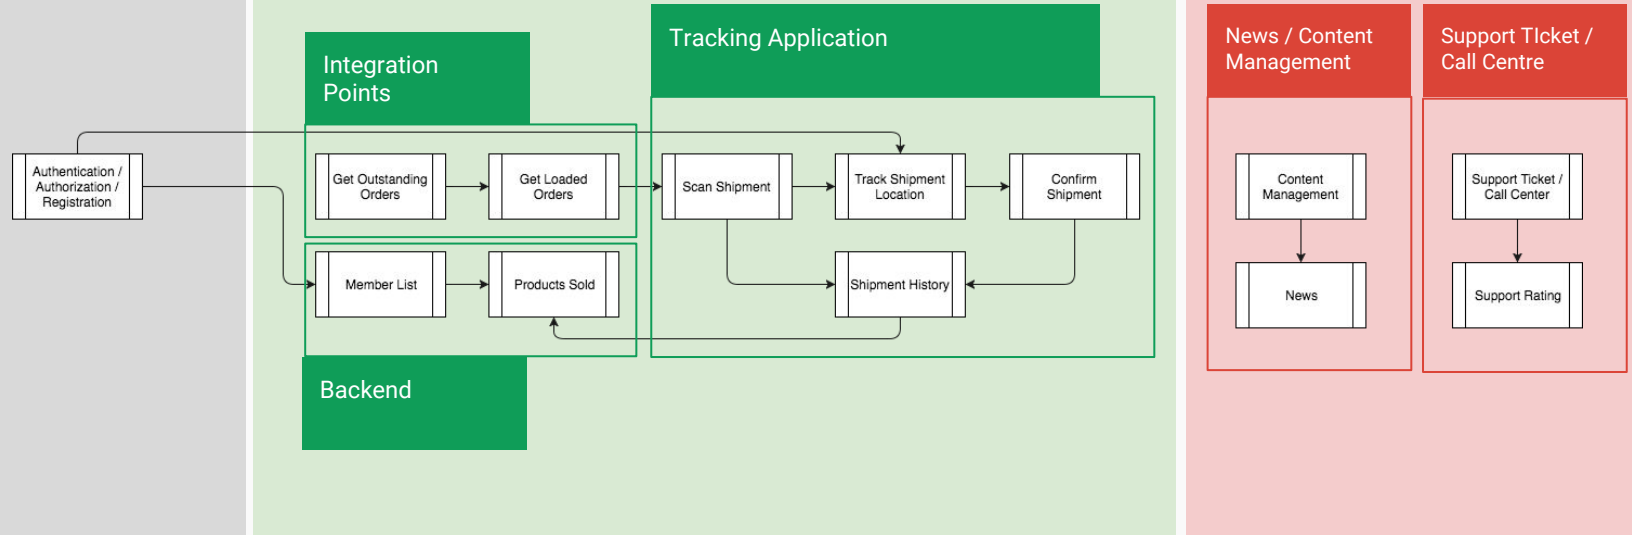 Integration
Points
Tracking Application
News / Content
Management
Support TIcket /
Call Centre
Authentication /
Authorization /
Registration
Get Outstanding
Orders
Get Loaded
Orders
Scan Shipment
Track Shipment
Location
Confirm
Shipment
Content
Management
Support Ticket /
Call Center
Member List
Products Sold
Shipment History
News
Support Rating
Backend